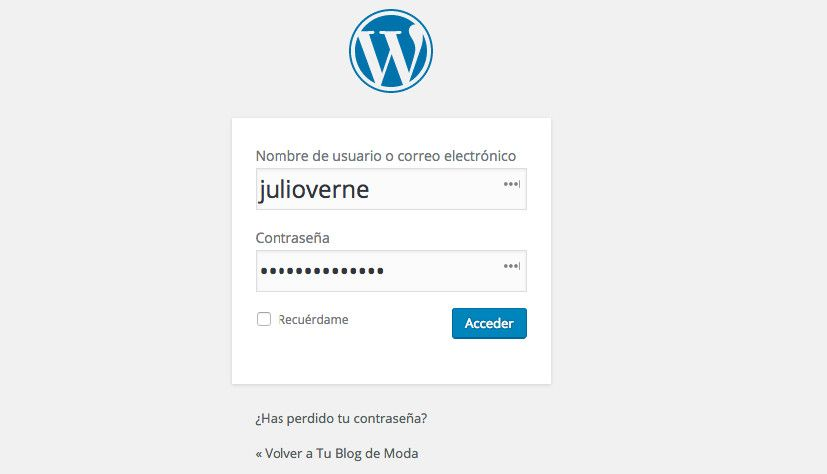 Nombre de usuario o correo electrónico
julioverne
Contraseña
••••••••••••••
Recuérdame
Acceder
¿Has perdido tu contraseña?
« Volver a Tu Blog de Moda